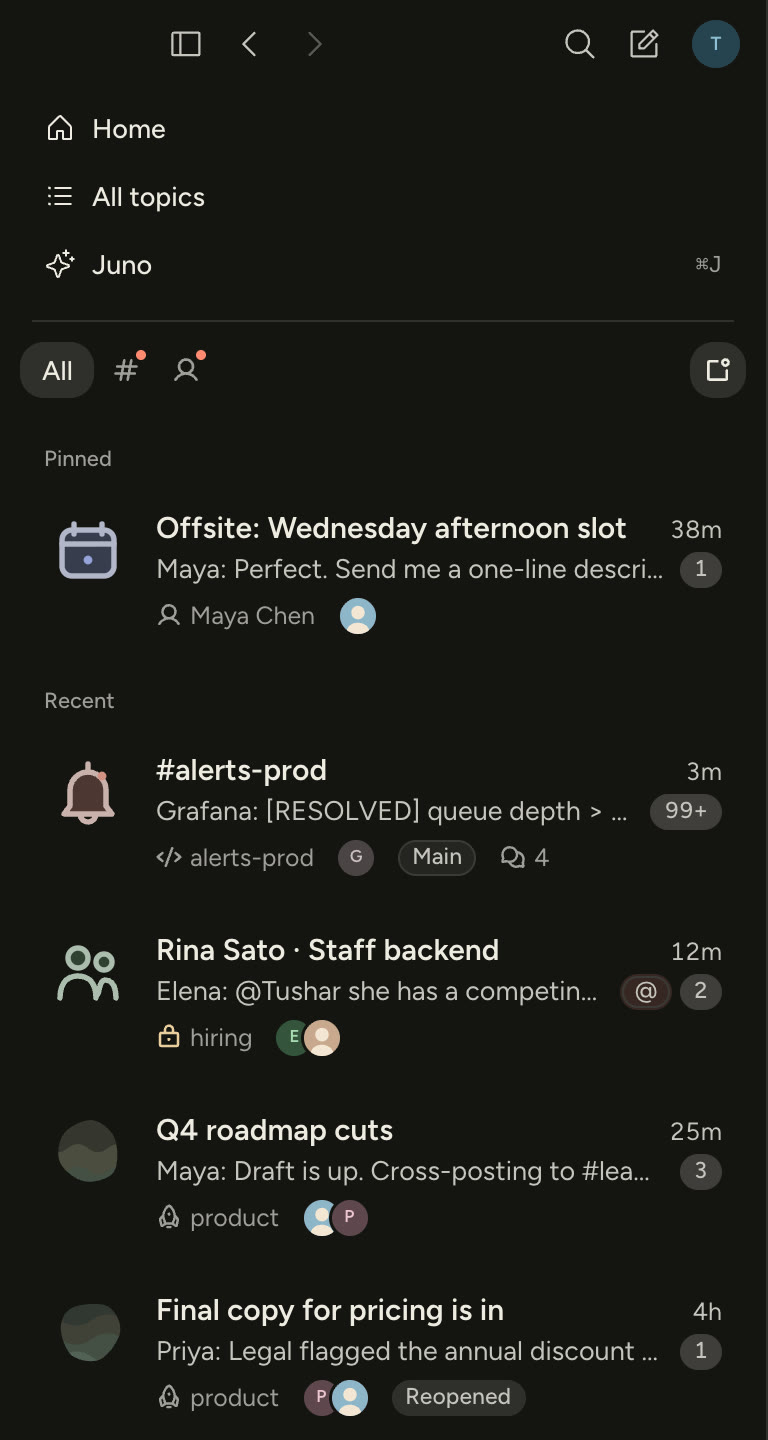 T
Home
All topics
Juno ⌘J
All
Pinned
Offsite: Wednesday afternoon slot 38m
Maya: Perfect. Send me a one-line descri... 1
Maya Chen
Recent
#alerts-prod 3m
Grafana: [RESOLVED] queue depth > ... 99+
alerts-prod G Main 4
Rina Sato · Staff backend 12m
Elena: @Tushar she has a competin... @ 2
hiring E
Q4 roadmap cuts 25m
Maya: Draft is up. Cross-posting to #lea... 3
product P
Final copy for pricing is in 4h
Priya: Legal flagged the annual discount ... 1
product P Reopened